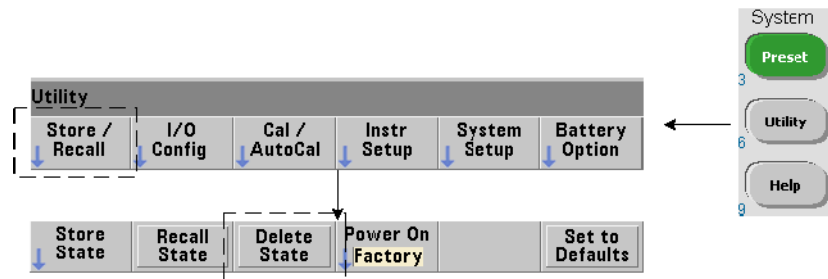 System
Preset
3
Utility
6
Help
9
Utility
Store /
Recall
I/O
Config
Cal /
AutoCal
Instr
Setup
System
Setup
Battery
Option
Store
State
Recall
State
Delete
State
Power On
Factory
Set to
Defaults